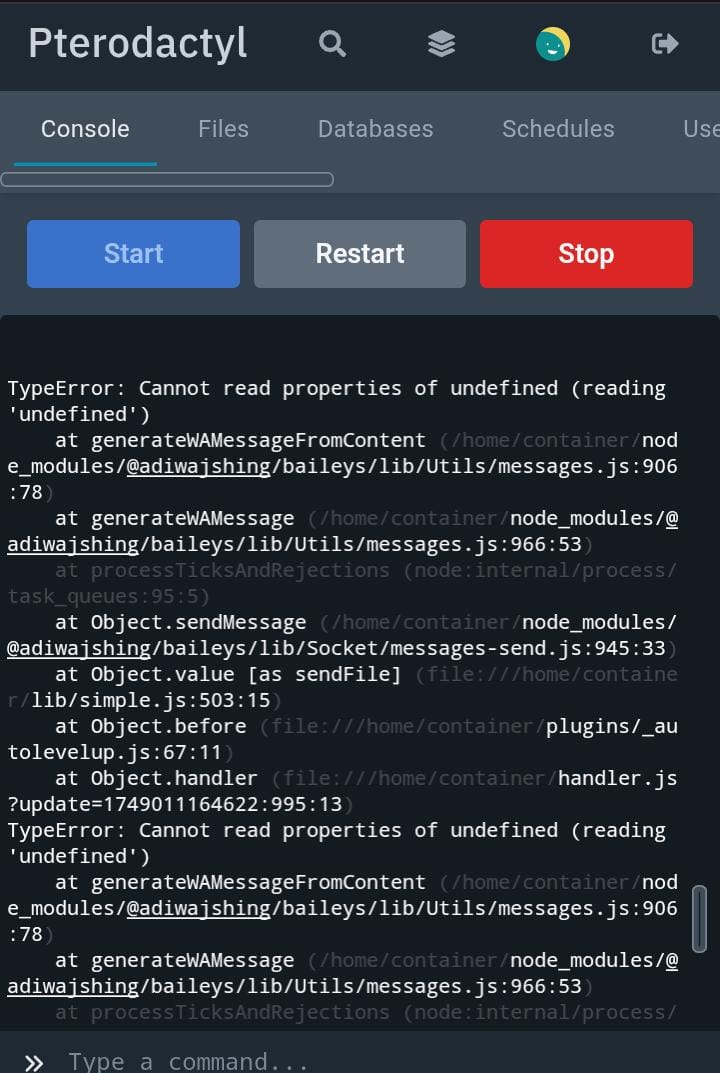 Pterodactyl
Console Files Databases Schedules Use
Start Restart Stop
TypeError: Cannot read properties of undefined (reading
'undefined')
at generateWAMessageFromContent (/home/container/nod
e_modules/@adiwajshing/baileys/lib/Utils/messages.js:906
:78)
at generateWAMessage (/home/container/node_modules/@
adiwajshing/baileys/lib/Utils/messages.js:966:53)
at processTicksAndRejections (node:internal/process/
task_queues:95:5)
at Object.sendMessage (/home/container/node_modules/
@adiwajshing/baileys/lib/Socket/messages-send.js:945:33)
at Object.value [as sendFile] (file:///home/containe
r/lib/simple.js:503:15)
at Object.before (file:///home/container/plugins/_au
tolevelup.js:67:11)
at Object.handler (file:///home/container/handler.js
?update=1749011164622:995:13)
TypeError: Cannot read properties of undefined (reading
'undefined')
at generateWAMessageFromContent (/home/container/nod
e_modules/@adiwajshing/baileys/lib/Utils/messages.js:906
:78)
at generateWAMessage (/home/container/node_modules/@
adiwajshing/baileys/lib/Utils/messages.js:966:53)
at processTicksAndRejections (node:internal/process/
» Type a command...